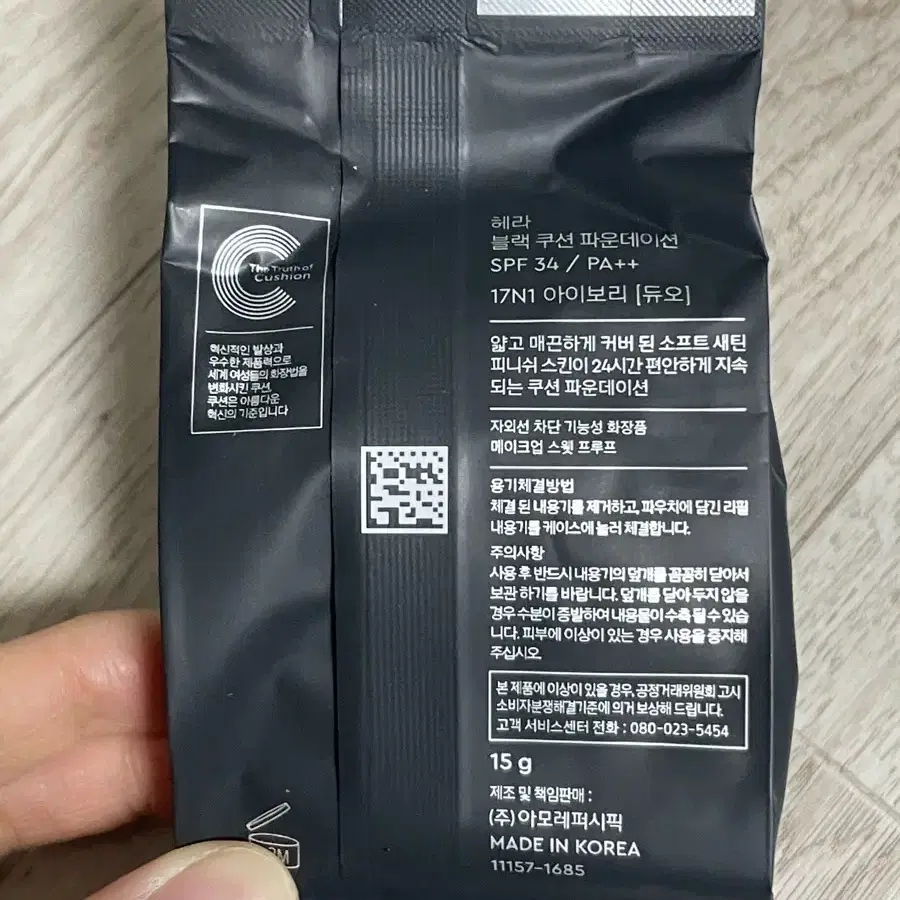 The Truth of
Cushion
혁신적인 발상과
우수한 제품력으로
세계 여성들의 화장법을
변화시킨 쿠션,
쿠션은 아름다운
혁신의 기준입니다
헤라
블랙 쿠션 파운데이션
SPF 34 / PA++
17N1 아이보리 [듀오]
얇고 매끈하게 커버 된 소프트 새틴
피니쉬 스킨이 24시간 편안하게 지속
되는 쿠션 파운데이션
자외선 차단 기능성 화장품
메이크업 스웻 프루프
용기체결방법
체결 된 내용기를 제거하고, 파우치에 담긴 리필
내용기를 케이스에 눌러 체결합니다.
주의사항
사용 후 반드시 내용기의 덮개를 꼼꼼히 닫아서
보관 하기를 바랍니다. 덮개를 닫아 두지 않을
경우 수분이 증발하여 내용물이 수축 될 수 있습
니다. 피부에 이상이 있는 경우 사용을 중지해
주십시오
본 제품에 이상이 있을 경우, 공정거래위원회 고시
소비자분쟁해결기준에 의거 보상해 드립니다.
고객 서비스센터 전화 : 080-023-5454
15 g
제조 및 책임판매 :
(주)아모레퍼시픽
MADE IN KOREA
11157-1685